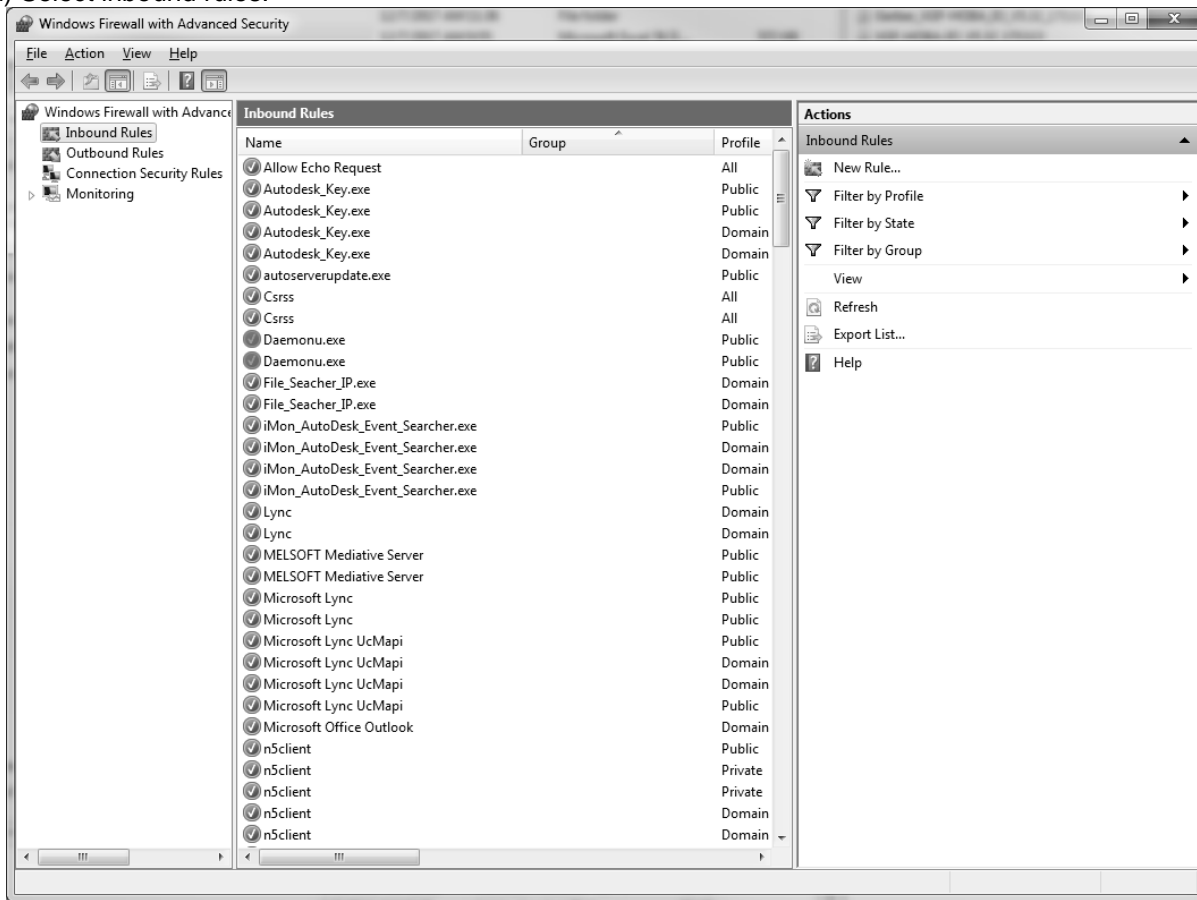 Select Inbound rules.
Windows Firewall with Advanced Security
File Action View Help
Windows Firewall with Advance
Inbound Rules
Outbound Rules
Connection Security Rules
Monitoring
Inbound Rules
Name Group Profile
Allow Echo Request All
Autodesk_Key.exe Public
Autodesk_Key.exe Public
Autodesk_Key.exe Domain
Autodesk_Key.exe Domain
autoserverupdate.exe Public
Csrss All
Csrss All
Daemonu.exe Public
Daemonu.exe Public
File_Seacher_IP.exe Domain
File_Seacher_IP.exe Domain
iMon_AutoDesk_Event_Searcher.exe Public
iMon_AutoDesk_Event_Searcher.exe Domain
iMon_AutoDesk_Event_Searcher.exe Domain
iMon_AutoDesk_Event_Searcher.exe Public
Lync Domain
Lync Domain
MELSOFT Mediative Server Public
MELSOFT Mediative Server Public
Microsoft Lync Public
Microsoft Lync Public
Microsoft Lync UcMapi Public
Microsoft Lync UcMapi Domain
Microsoft Lync UcMapi Domain
Microsoft Lync UcMapi Public
Microsoft Office Outlook Domain
n5client Public
n5client Private
n5client Private
n5client Domain
n5client Domain
Actions
Inbound Rules
New Rule...
Filter by Profile
Filter by State
Filter by Group
View
Refresh
Export List...
Help